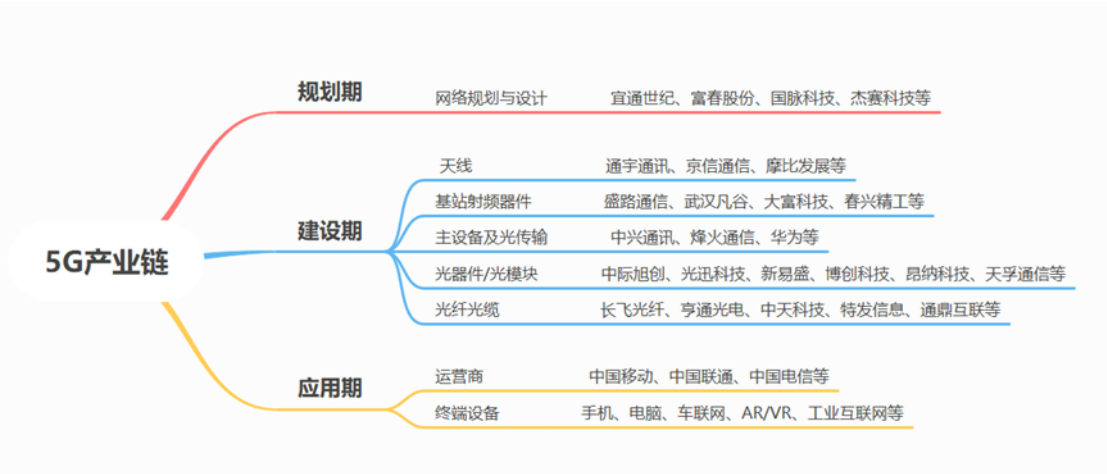 5G产业链
规划期
网络规划与设计 宜通世纪、富春股份、国脉科技、杰赛科技等
建设期
天线 通宇通讯、京信通信、摩比发展等
基站射频器件 盛路通信、武汉凡谷、大富科技、春兴精工等
主设备及光传输 中兴通讯、烽火通信、华为等
光器件/光模块 中际旭创、光迅科技、新易盛、博创科技、昂纳科技、天孚通信等
光纤光缆 长飞光纤、亨通光电、中天科技、特发信息、通鼎互联等
应用期
运营商 中国移动、中国联通、中国电信等
终端设备 手机、电脑、车联网、AR/VR、工业互联网等